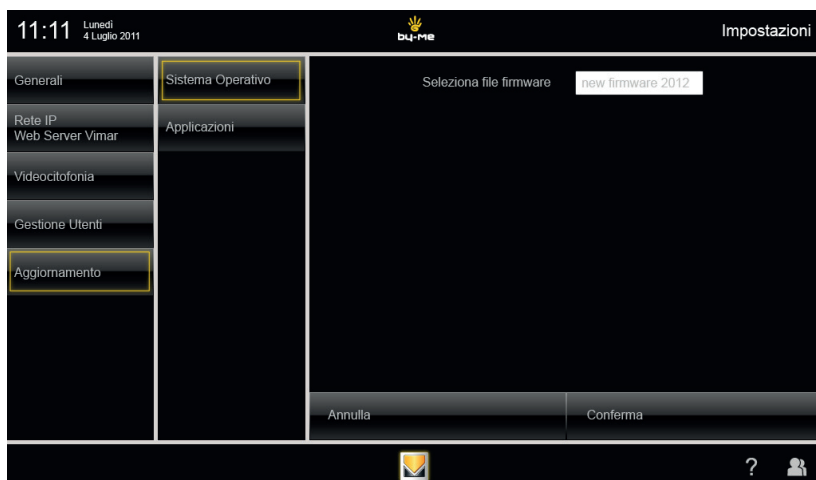 11:11
Lunedì
4 Luglio 2011
by-me
Impostazioni
Generali
Rete IP
Web Server Vimar
Videocitofonia
Gestione Utenti
Aggiornamento
Sistema Operativo
Applicazioni
Seleziona file firmware
new firmware 2012
Annulla
Conferma
?